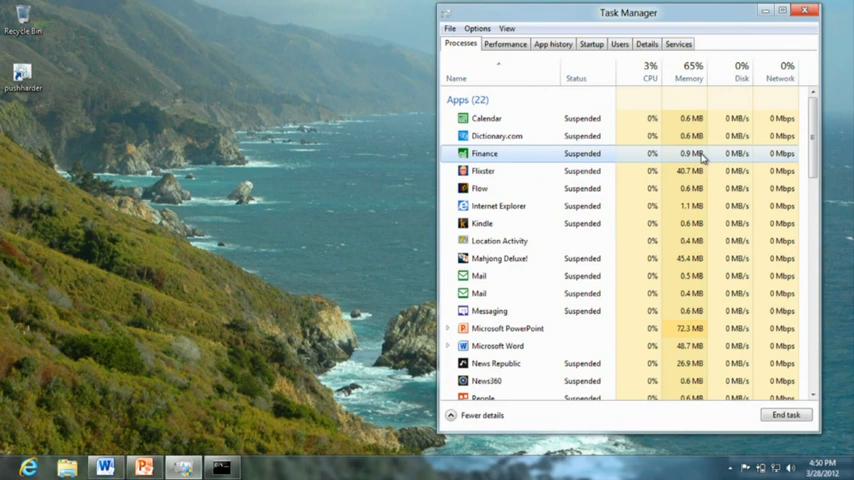 Recycle Bin
pushharder
Task Manager
File Options View
Processes Performance App history Startup Users Details Services
3% 65% 0% 0%
Name Status CPU Memory Disk Network
Apps (22)
Calendar Suspended 0% 0.6 MB 0 MB/s 0 Mbps
Dictionary.com Suspended 0% 0.6 MB 0 MB/s 0 Mbps
Finance Suspended 0% 0.9 MB 0 MB/s 0 Mbps
Flixster Suspended 0% 40.7 MB 0 MB/s 0 Mbps
Flow Suspended 0% 0.6 MB 0 MB/s 0 Mbps
Internet Explorer Suspended 0% 1.1 MB 0 MB/s 0 Mbps
Kindle Suspended 0% 0.6 MB 0 MB/s 0 Mbps
Location Activity 0% 0.4 MB 0 MB/s 0 Mbps
Mahjong Deluxe! Suspended 0% 45.4 MB 0 MB/s 0 Mbps
Mail Suspended 0% 0.5 MB 0 MB/s 0 Mbps
Mail Suspended 0% 0.4 MB 0 MB/s 0 Mbps
Messaging Suspended 0% 0.6 MB 0 MB/s 0 Mbps
Microsoft PowerPoint 0% 72.3 MB 0 MB/s 0 Mbps
Microsoft Word 0% 48.7 MB 0 MB/s 0 Mbps
News Republic Suspended 0% 26.9 MB 0 MB/s 0 Mbps
News360 Suspended 0% 0.6 MB 0 MB/s 0 Mbps
People Suspended 0% 0.6 MB 0 MB/s 0 Mbps
Fewer details End task
4:50 PM
3/28/2012